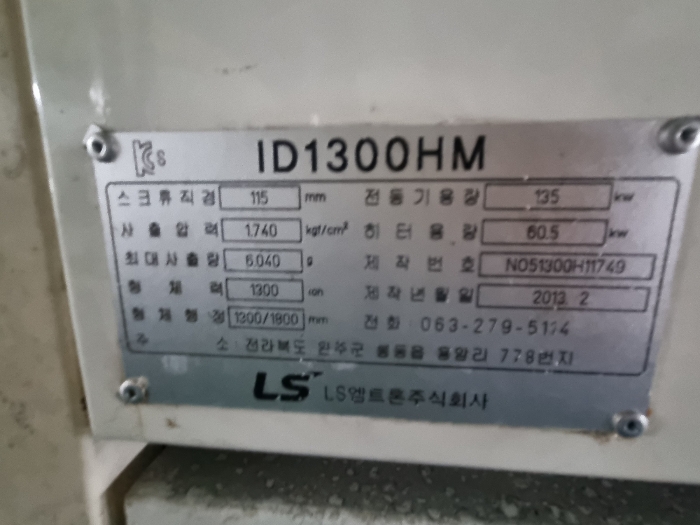 KCs ID1300HM
스크류직경 115 mm 전동기용량 135 kw
사출압력 1,740 kgf/cm² 히터용량 60.5 kw
최대사출량 6,040 g 제작번호 NO51300H11749
형체력 1300 ton 제작년월일 2013. 2
형체행정 1300/1800 mm 전화 063-279-5114
주 소: 전라북도 완주군 봉동읍 용암리 778번지
LS LS엠트론주식회사